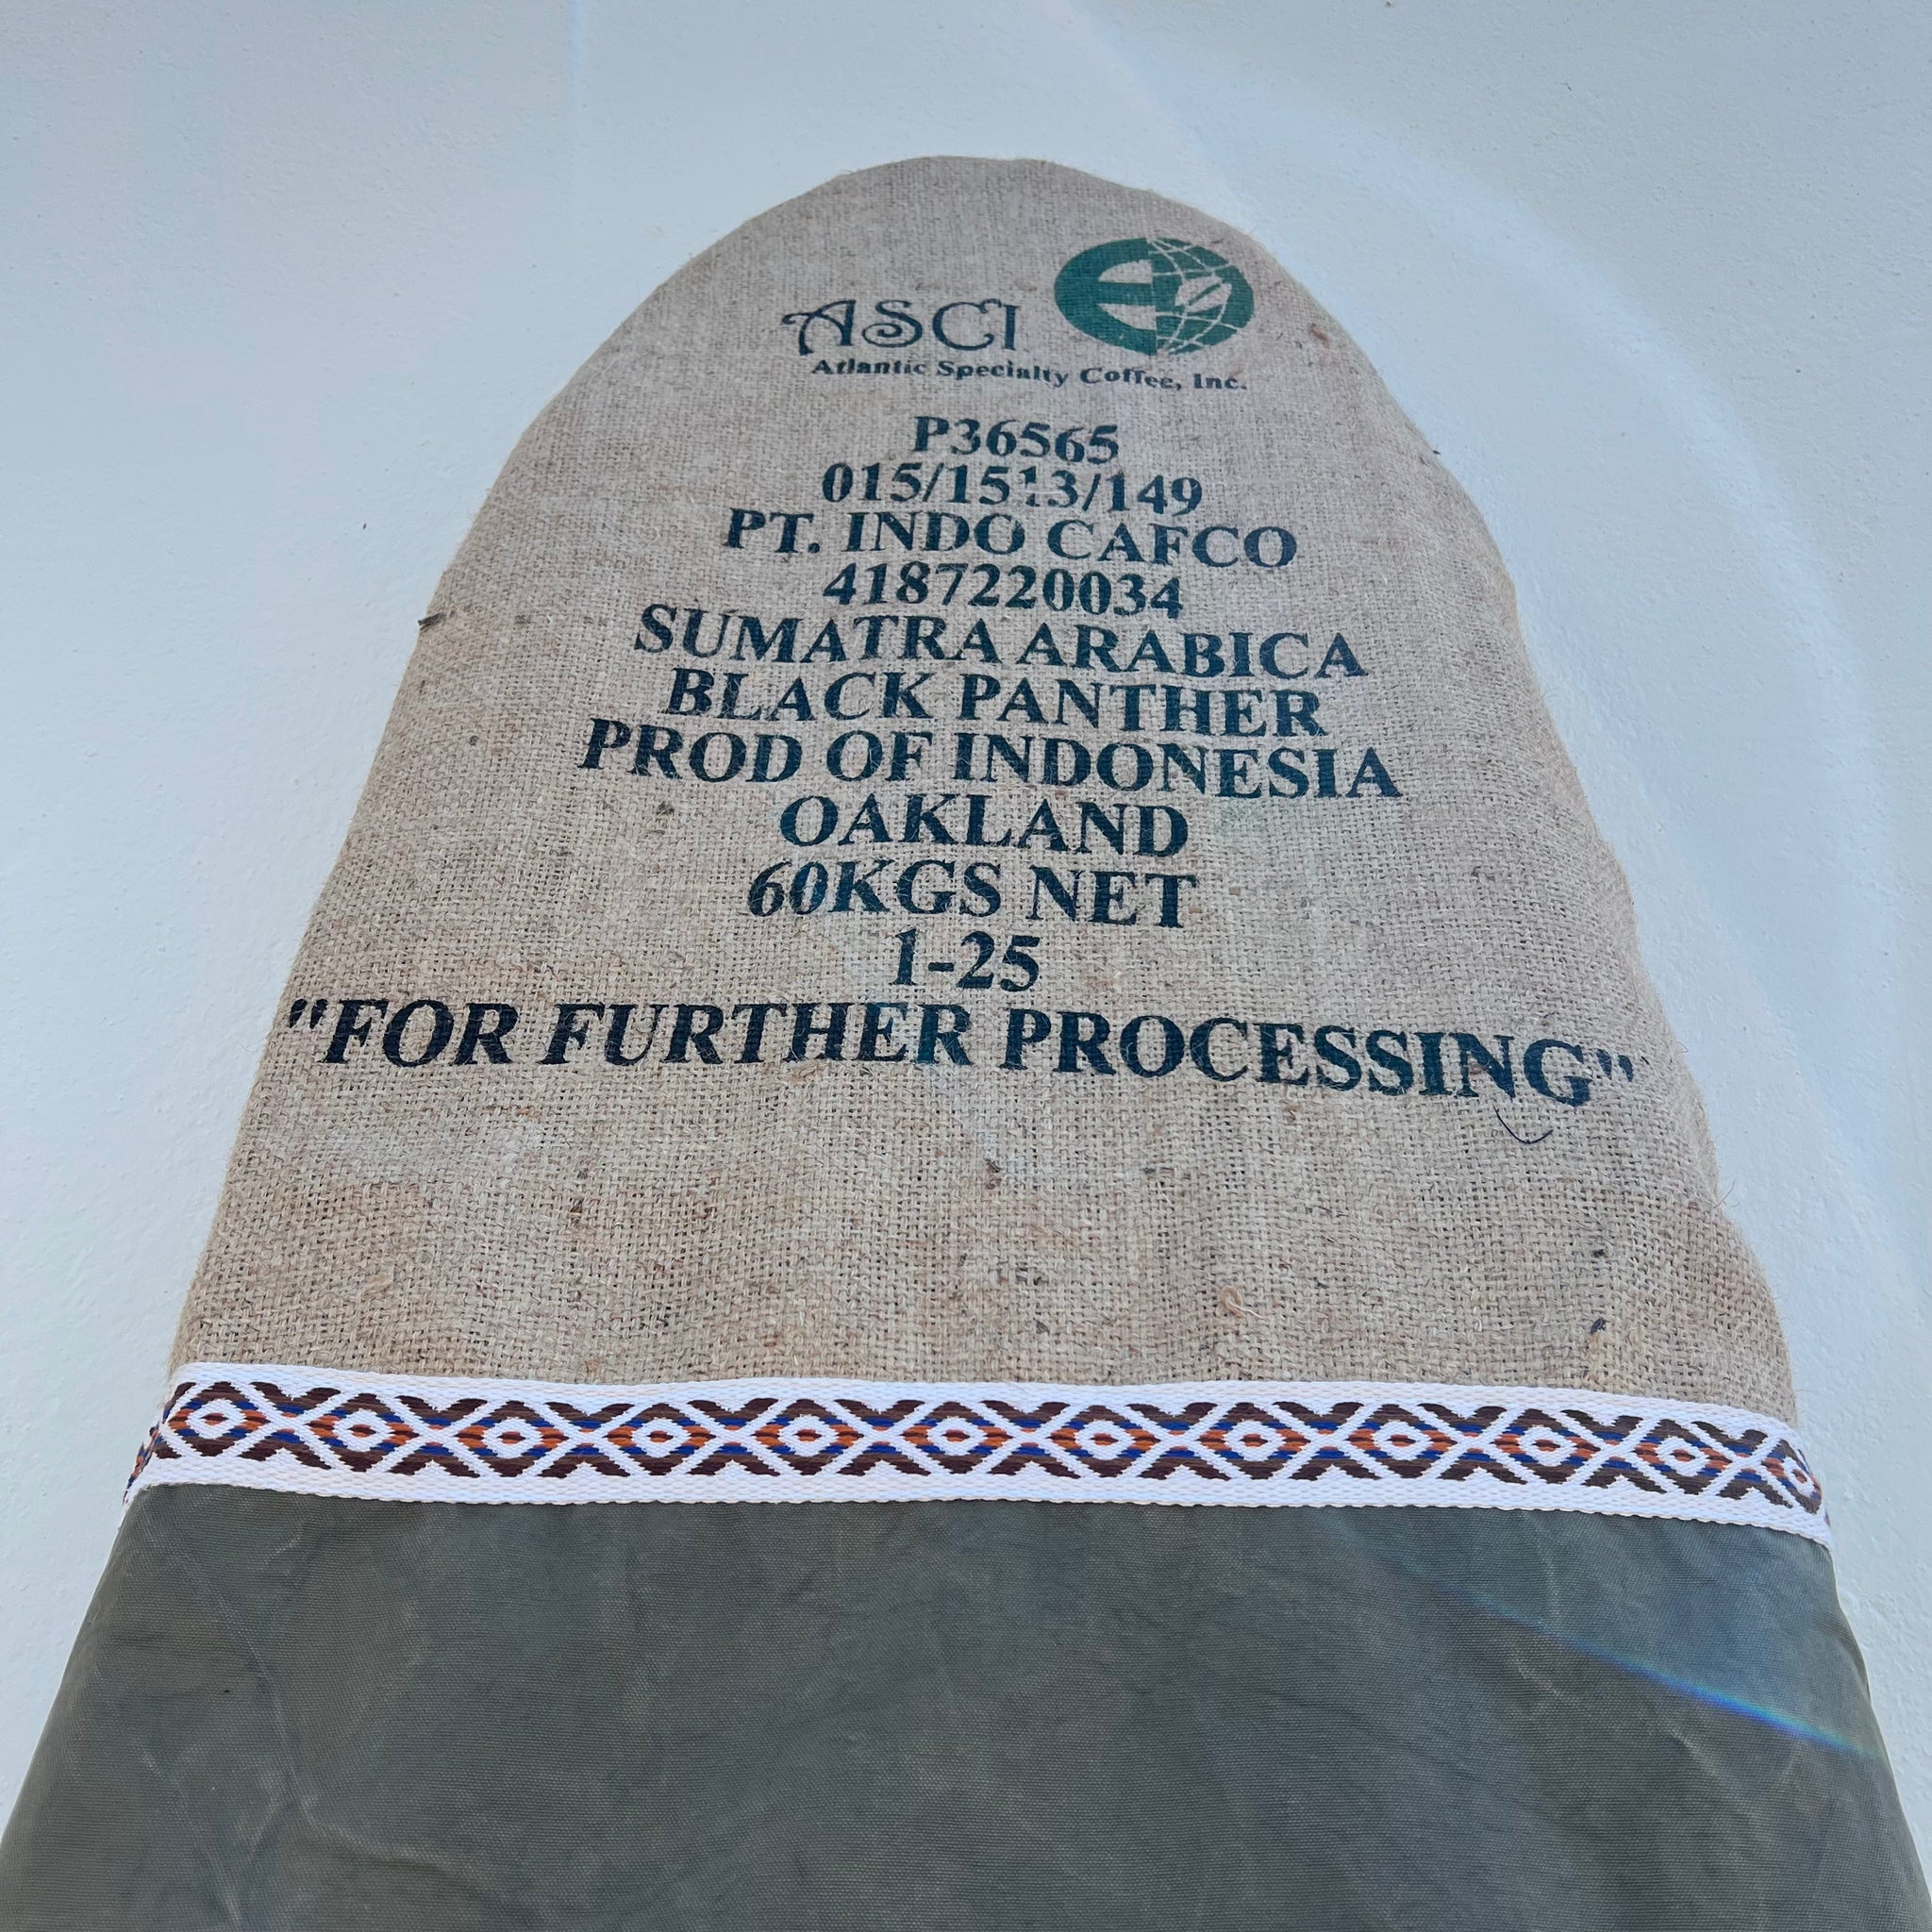 ASCI
Atlantic Specialty Coffee, Inc.
P36565
015/1513/149
PT. INDO CAFCO
4187220034
SUMATRA ARABICA
BLACK PANTHER
PROD OF INDONESIA
OAKLAND
60KGS NET
1-25
"FOR FURTHER PROCESSING"